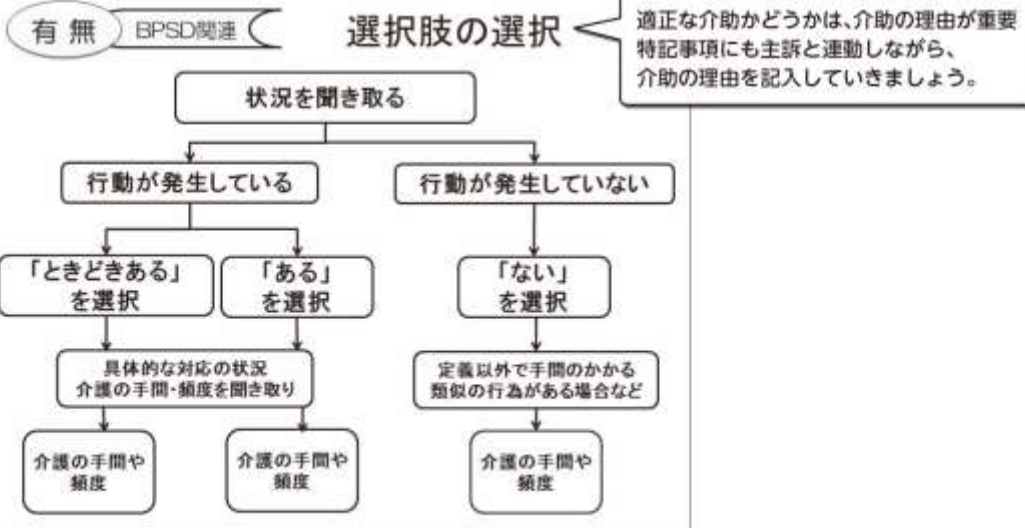 有 無 BPSD関連
選択肢の選択
適正な介助かどうかは、介助の理由が重要
特記事項にも主訴と連動しながら、
介助の理由を記入していきましょう。
状況を聞き取る
行動が発生している
行動が発生していない
「ときどきある」
を選択
「ある」
を選択
「ない」
を選択
具体的な対応の状況
介護の手間・頻度を聞き取り
定義以外で手間のかかる
類似の行為がある場合など
介護の手間や
頻度
介護の手間や
頻度
介護の手間や
頻度